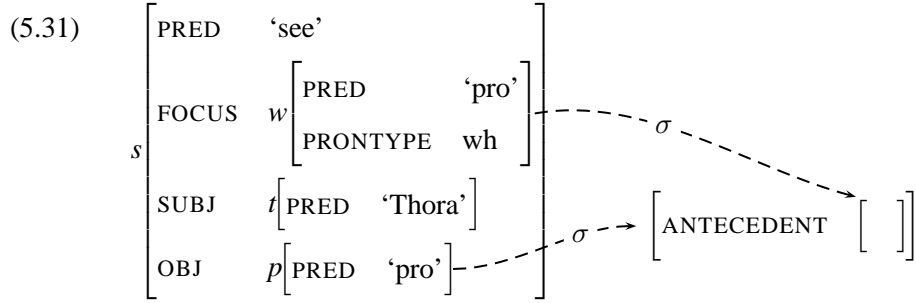 (5.31)
PRED ‘see’
FOCUS w PRED ‘pro’
PRONTYPE wh
σ
s
SUBJ t PRED ‘Thora’
ANTECEDENT
σ
OBJ p PRED ‘pro’